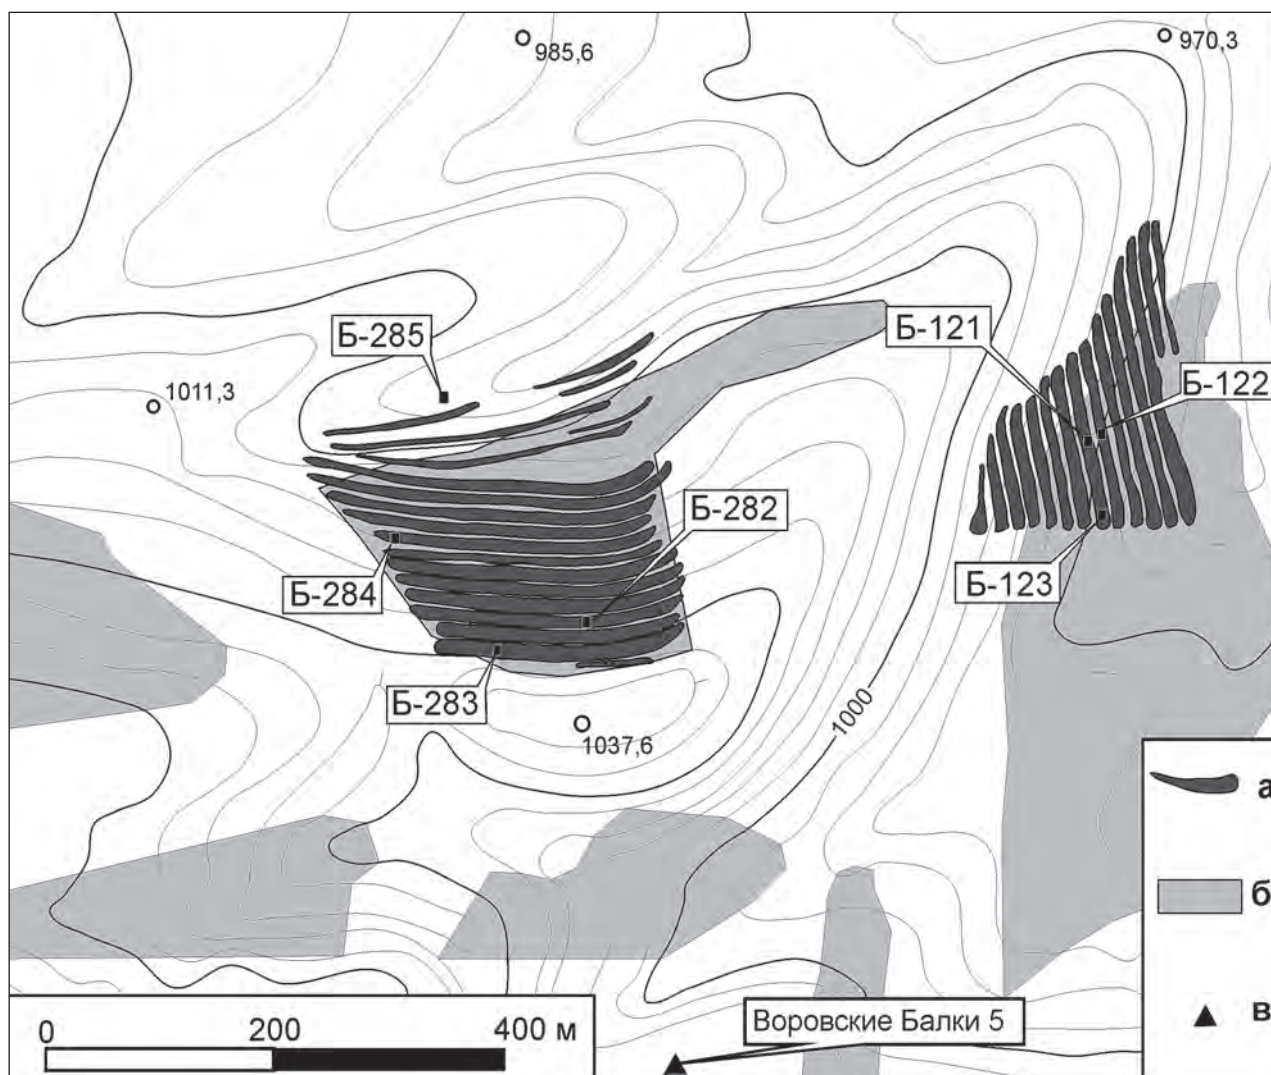 985,6
970,3
Б-285
Б-121
1011,3
Б-122
Б-282
Б-284
Б-123
Б-283
1000
1037,6
а
б
в
0 200 400 м
Воровские Балки 5